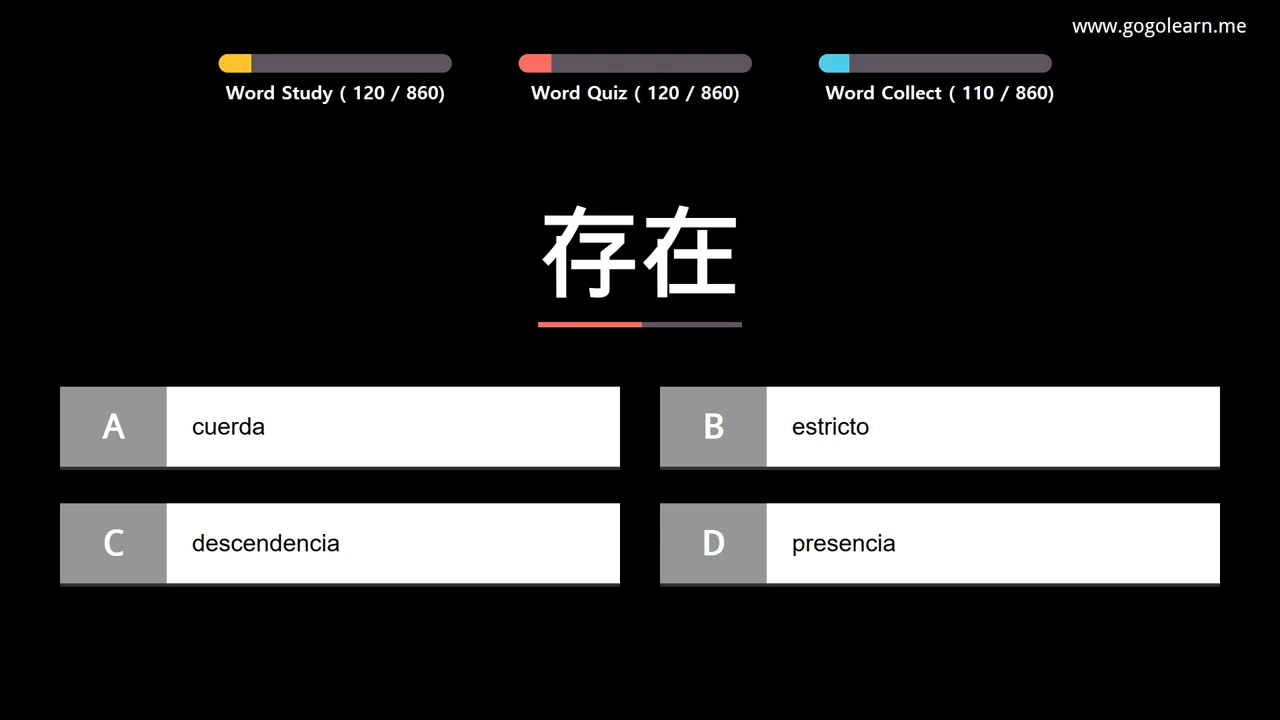 www.gogolearn.me
Word Study ( 120 / 860)
Word Quiz ( 120 / 860)
Word Collect ( 110 / 860)
存在
A cuerda
B estricto
C descendencia
D presencia